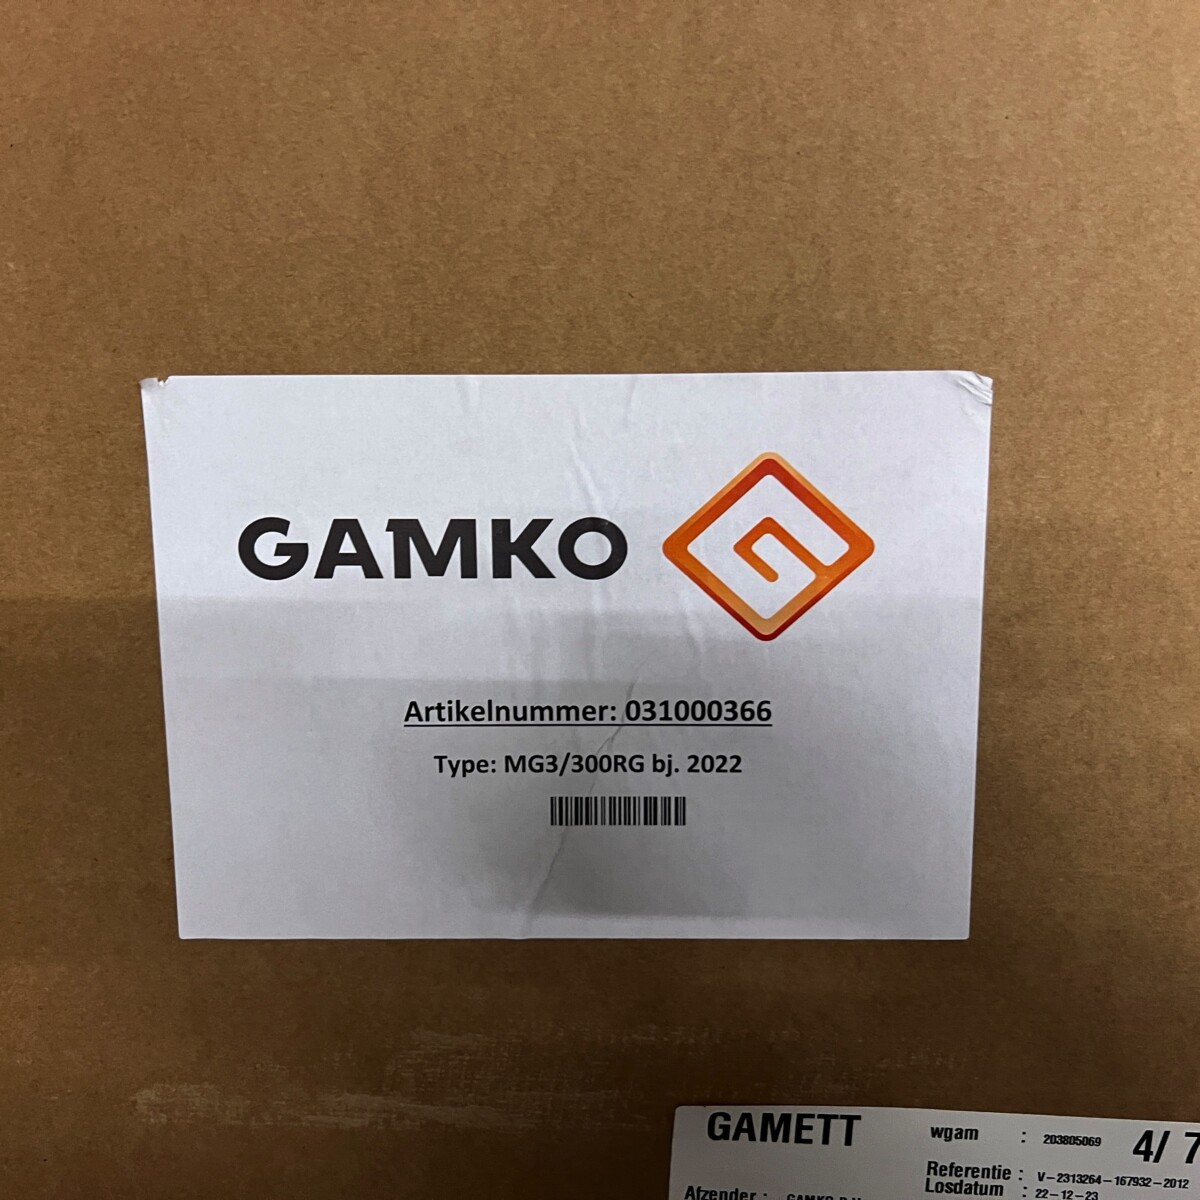 GAMKO
Artikelnummer: 031000366
Type: MG3/300RG bj. 2022
GAMETT
wgam : 203805069 4/ 7
Referentie : V-2313264-167932-2012
Losdatum : 22-12-23
Afzender : GAMKO